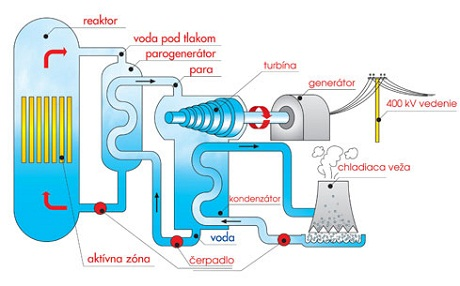 reaktor
voda pod tlakom
parogenerátor
para
turbína
generátor
400 kV vedenie
chladiaca veža
kondenzátor
voda
čerpadlo
aktívna zóna